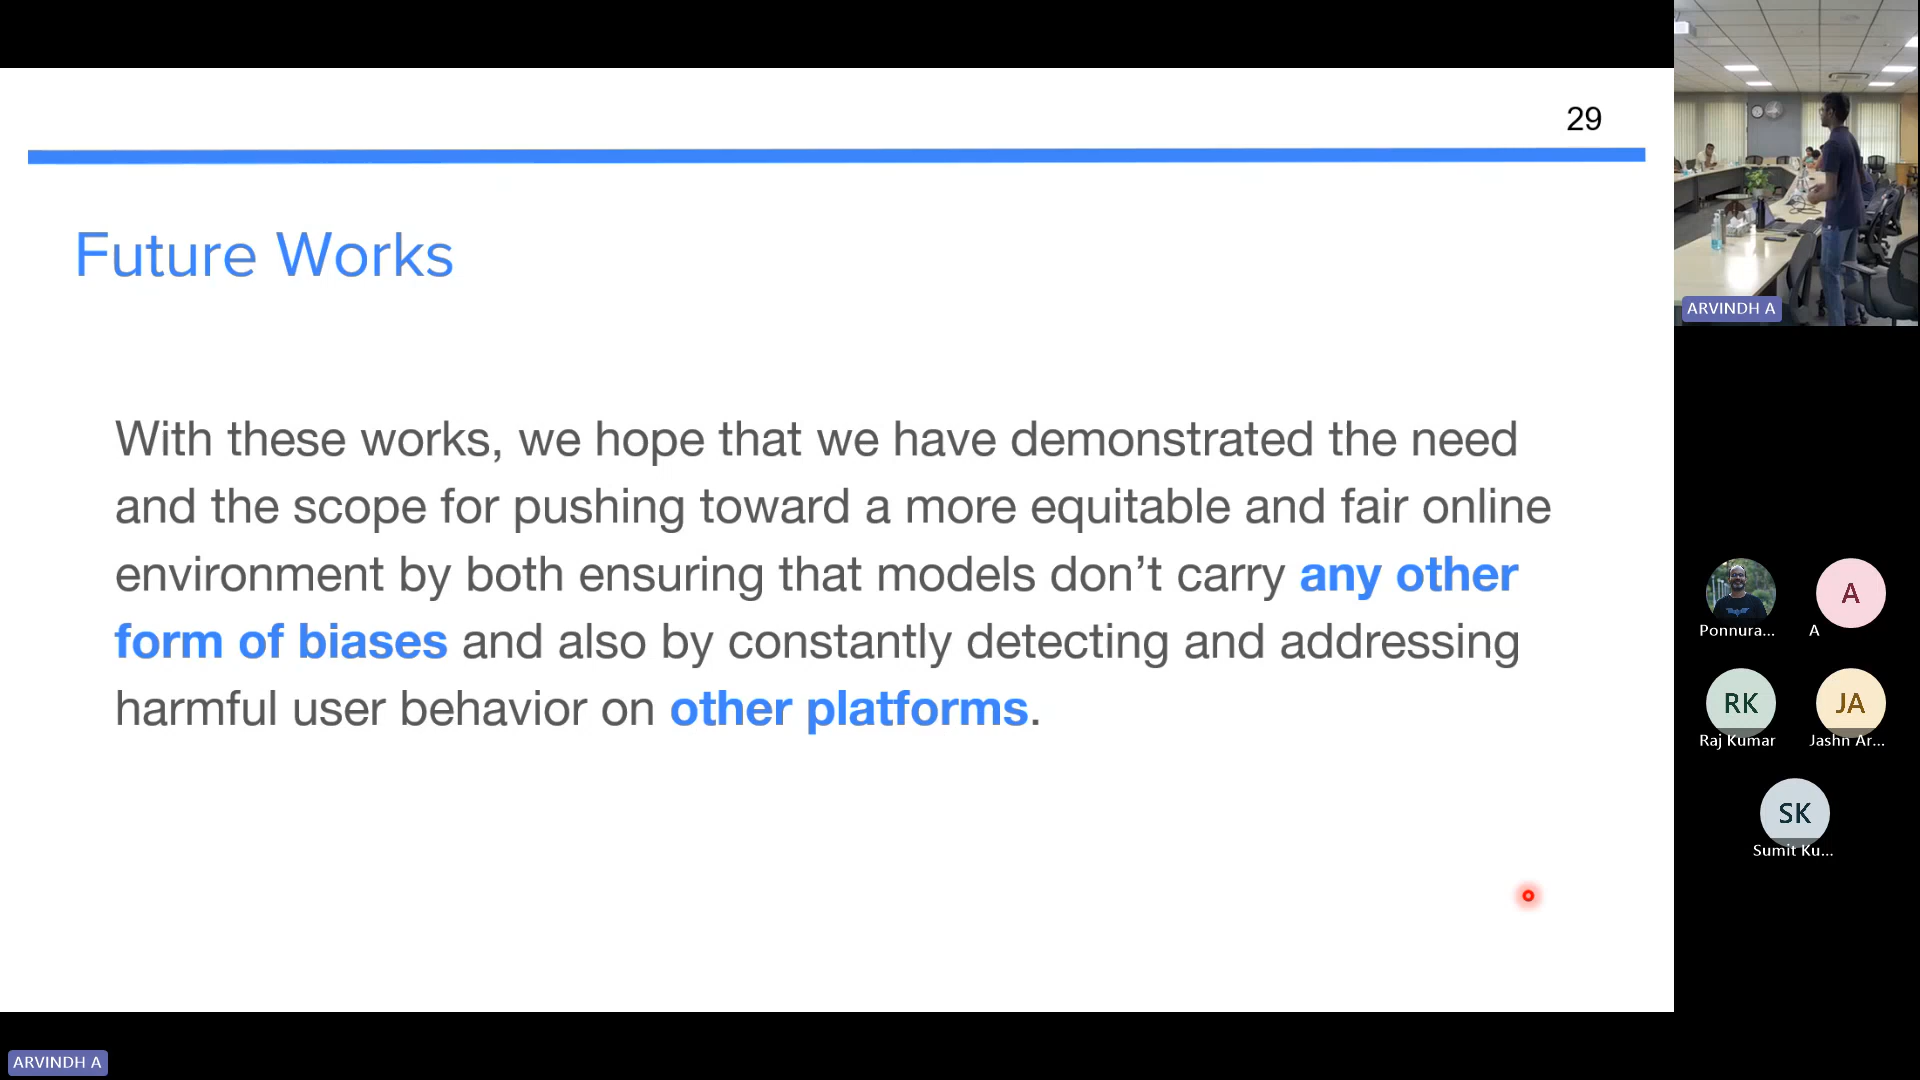 29
Future Works
With these works, we hope that we have demonstrated the need
and the scope for pushing toward a more equitable and fair online
environment by both ensuring that models don’t carry any other
form of biases and also by constantly detecting and addressing
harmful user behavior on other platforms.
ARVINDH A
Ponnura...
A
A
RK
Raj Kumar
JA
Jashn Ar...
SK
Sumit Ku...
ARVINDH A